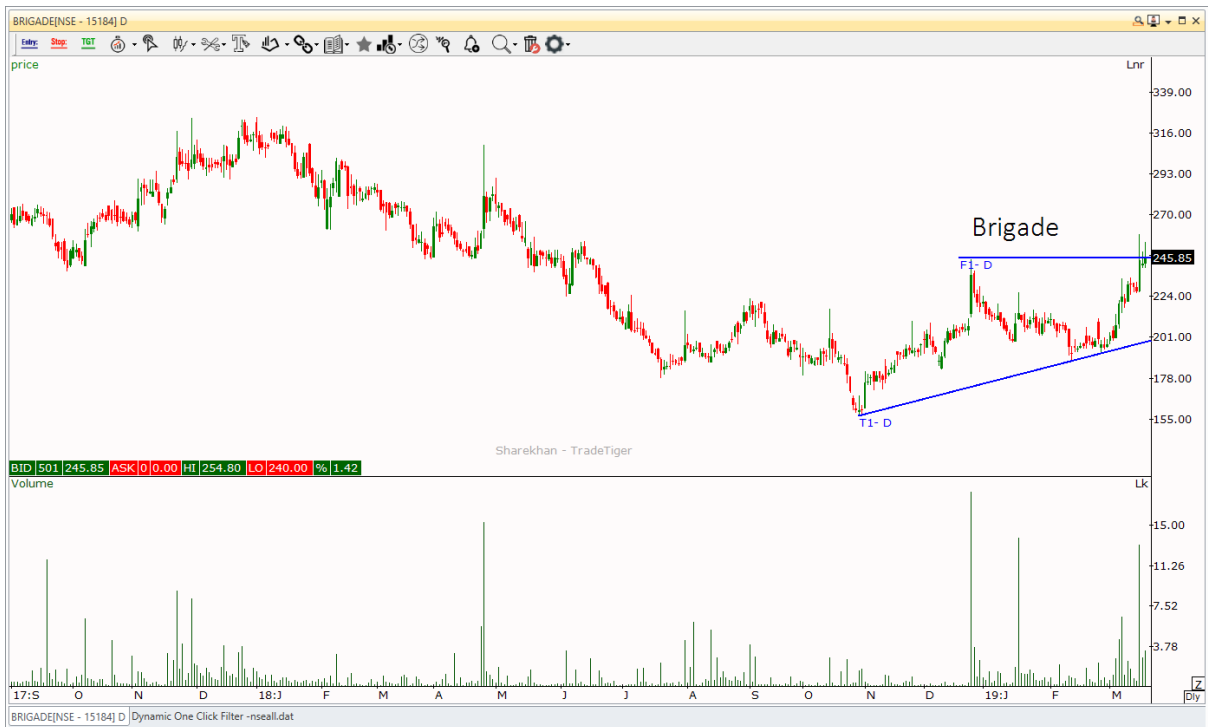 BRIGADE[NSE - 15184] D
Entry: Stop: TGT
price Lnr
339.00
316.00
293.00
270.00
Brigade
F1- D
245.85
224.00
201.00
178.00
155.00
T1- D
Sharekhan - TradeTiger
BID 501 245.85 ASK 0 0.00 HI 254.80 LO 240.00 % 1.42
Volume Lk
15.00
11.26
7.52
3.78
17:S O N D 18:J F M A M J J A S O N D 19:J F M Z
Dly
BRIGADE[NSE - 15184] D Dynamic One Click Filter -nseall.dat